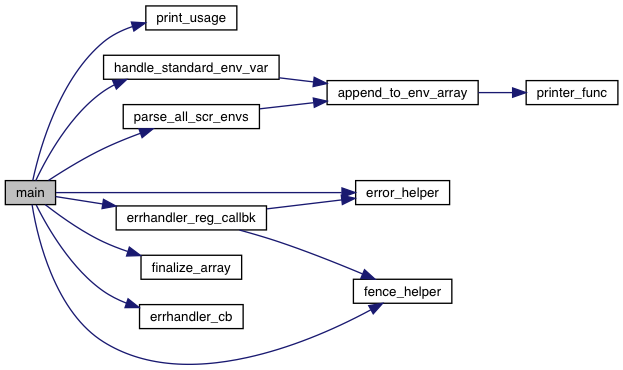 print_usage
handle_standard_env_var
append_to_env_array
printer_func
parse_all_scr_envs
main
error_helper
errhandler_reg_callbk
finalize_array
fence_helper
errhandler_cb